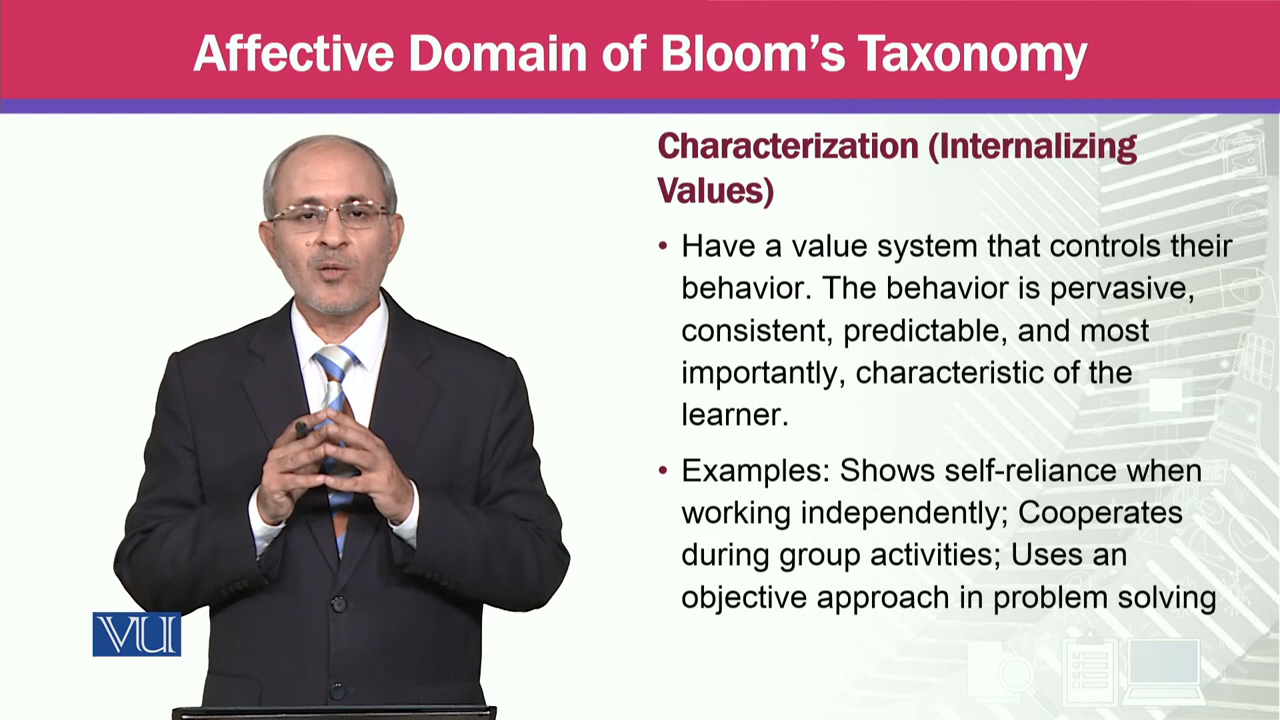 Affective Domain of Bloom's Taxonomy
Characterization (Internalizing
Values)
• Have a value system that controls their
behavior. The behavior is pervasive,
consistent, predictable, and most
importantly, characteristic of the
learner.
• Examples: Shows self-reliance when
working independently; Cooperates
during group activities; Uses an
objective approach in problem solving
VU